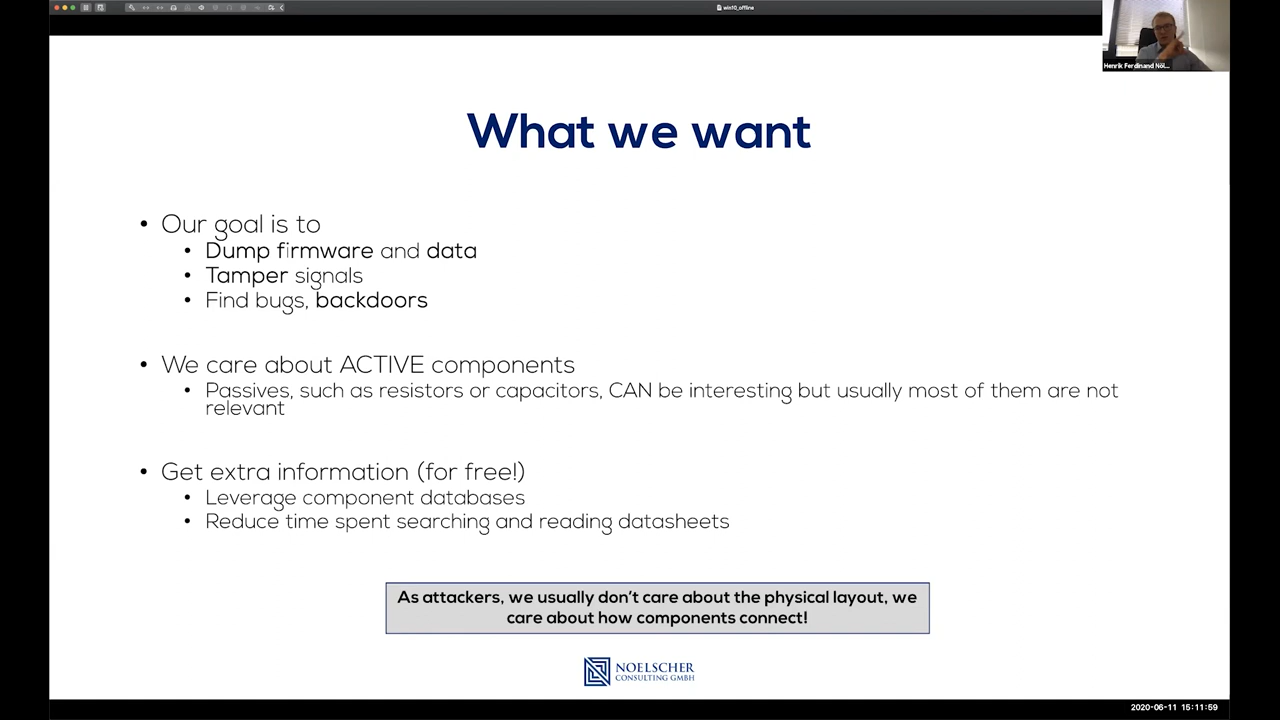 win10_offline
Henrik Ferdinand Nöl...
What we want
• Our goal is to
• Dump firmware and data
• Tamper signals
• Find bugs, backdoors
• We care about ACTIVE components
• Passives, such as resistors or capacitors, CAN be interesting but usually most of them are not
relevant
• Get extra information (for free!)
• Leverage component databases
• Reduce time spent searching and reading datasheets
As attackers, we usually don't care about the physical layout, we
care about how components connect!
NOELSCHER
CONSULTING GMBH
2020-06-11 15:11:59